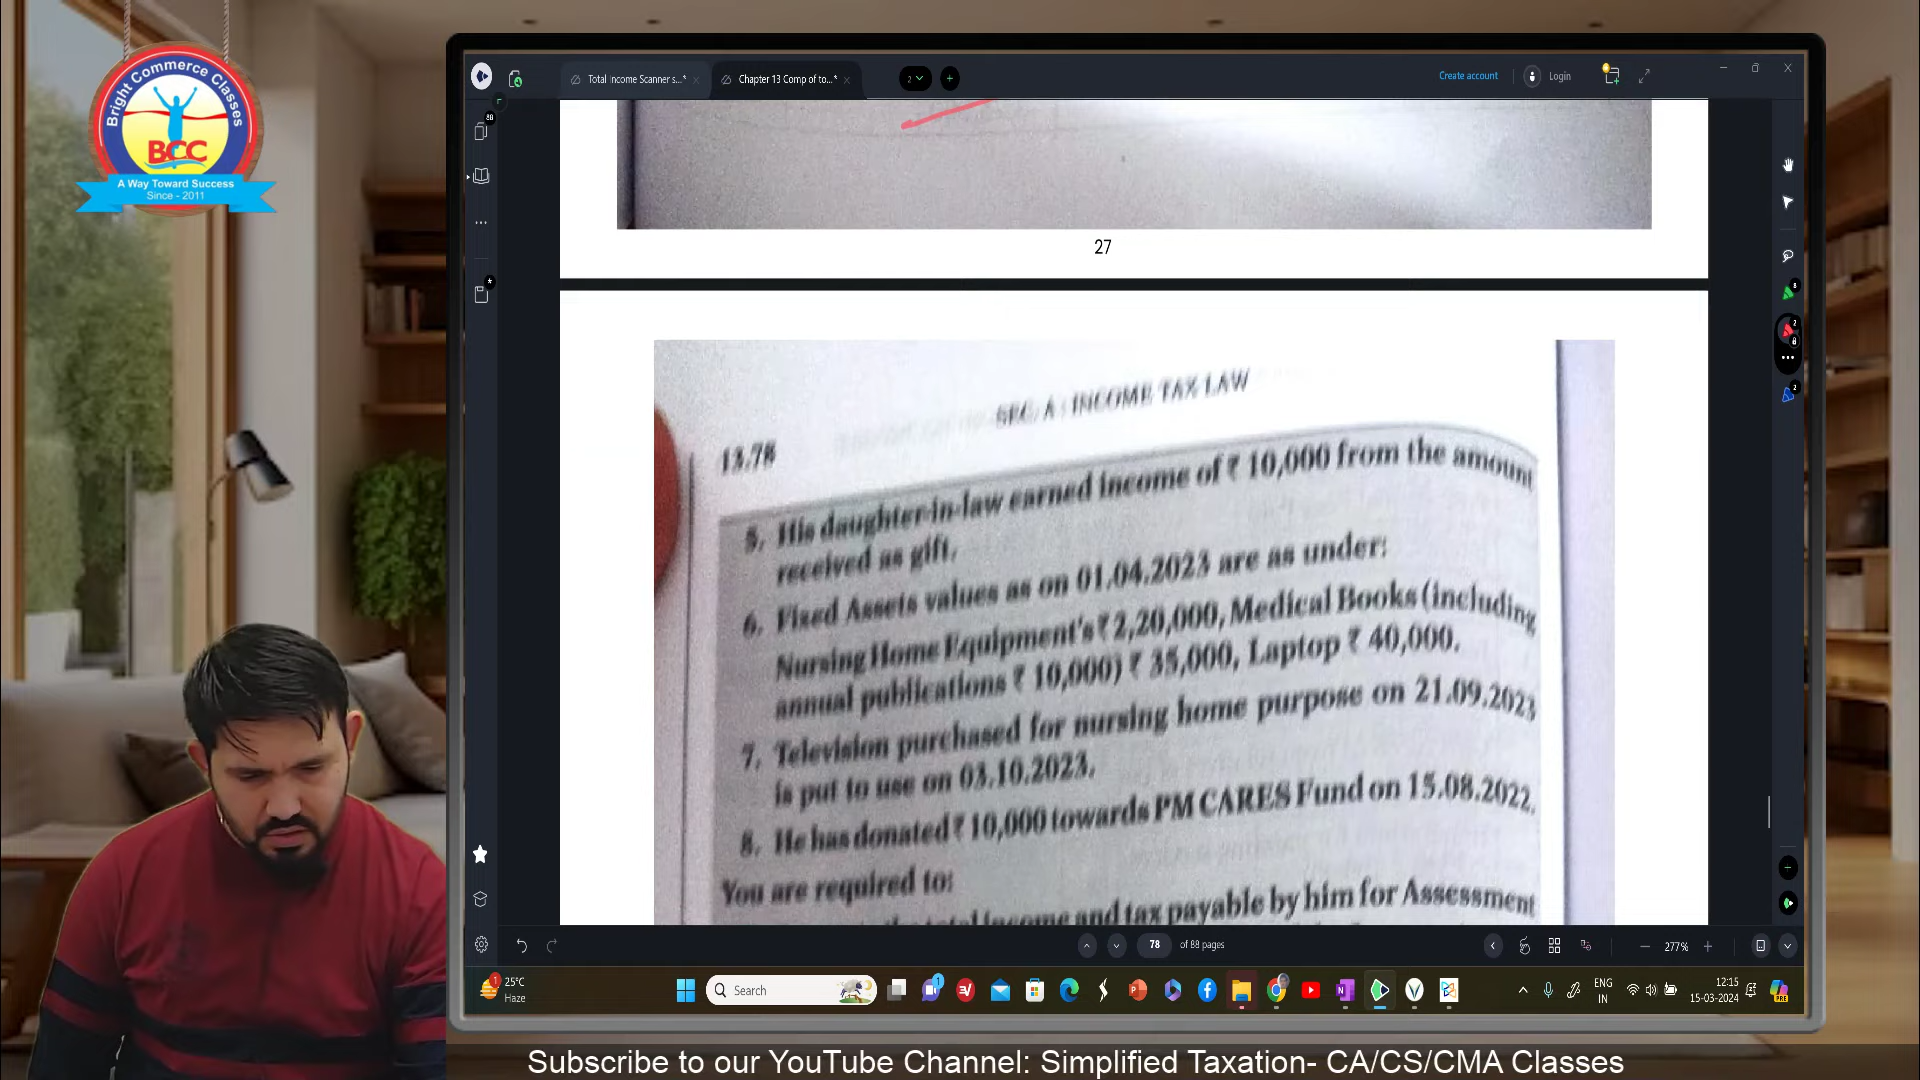 Bright Commerce Classes
BCC
A Way Toward Success
Since - 2011
Total Income Scanner s...*
Chapter 13 Comp of to...*
2
Create account
Login
88
27
13.78
SEC. A : INCOME TAX LAW
5. His daughter-in-law earned income of ₹ 10,000 from the amount
received as gift.
6. Fixed Assets values as on 01.04.2023 are as under:
Nursing Home Equipment's ₹ 2,20,000, Medical Books (including
annual publications ₹ 10,000) ₹ 35,000, Laptop ₹ 40,000.
7. Television purchased for nursing home purpose on 21.09.2023
is put to use on 03.10.2023.
8. He has donated ₹ 10,000 towards PM CARES Fund on 15.08.2022.
You are required to:
total income and tax payable by him for Assessment
8
2
2
78 of 88 pages
277%
1
25°C
Haze
Search
1
ENG
IN
12:15
15-03-2024
Subscribe to our YouTube Channel: Simplified Taxation- CA/CS/CMA Classes